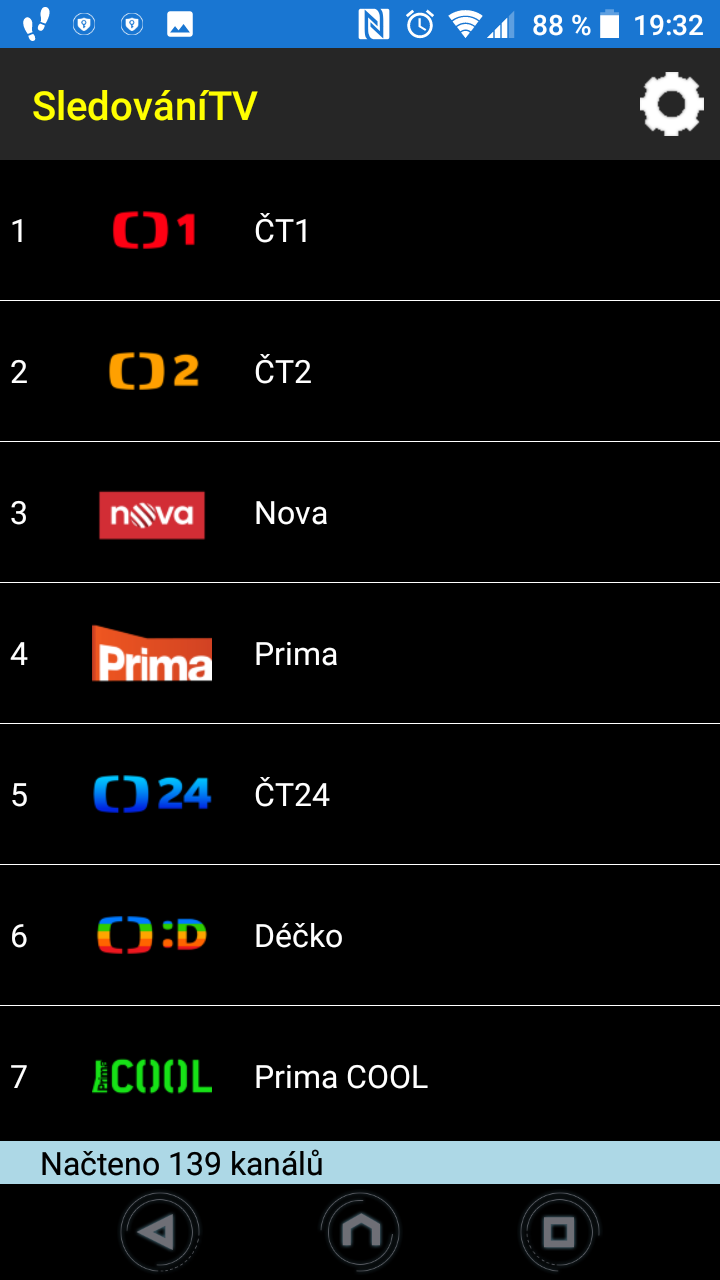 88 % 19:32
SledováníTV
1 1 ČT1
2 2 ČT2
3 nova Nova
4 Prima Prima
5 24 ČT24
6 :D Déčko
7 Prima COOL Prima COOL
Načteno 139 kanálů